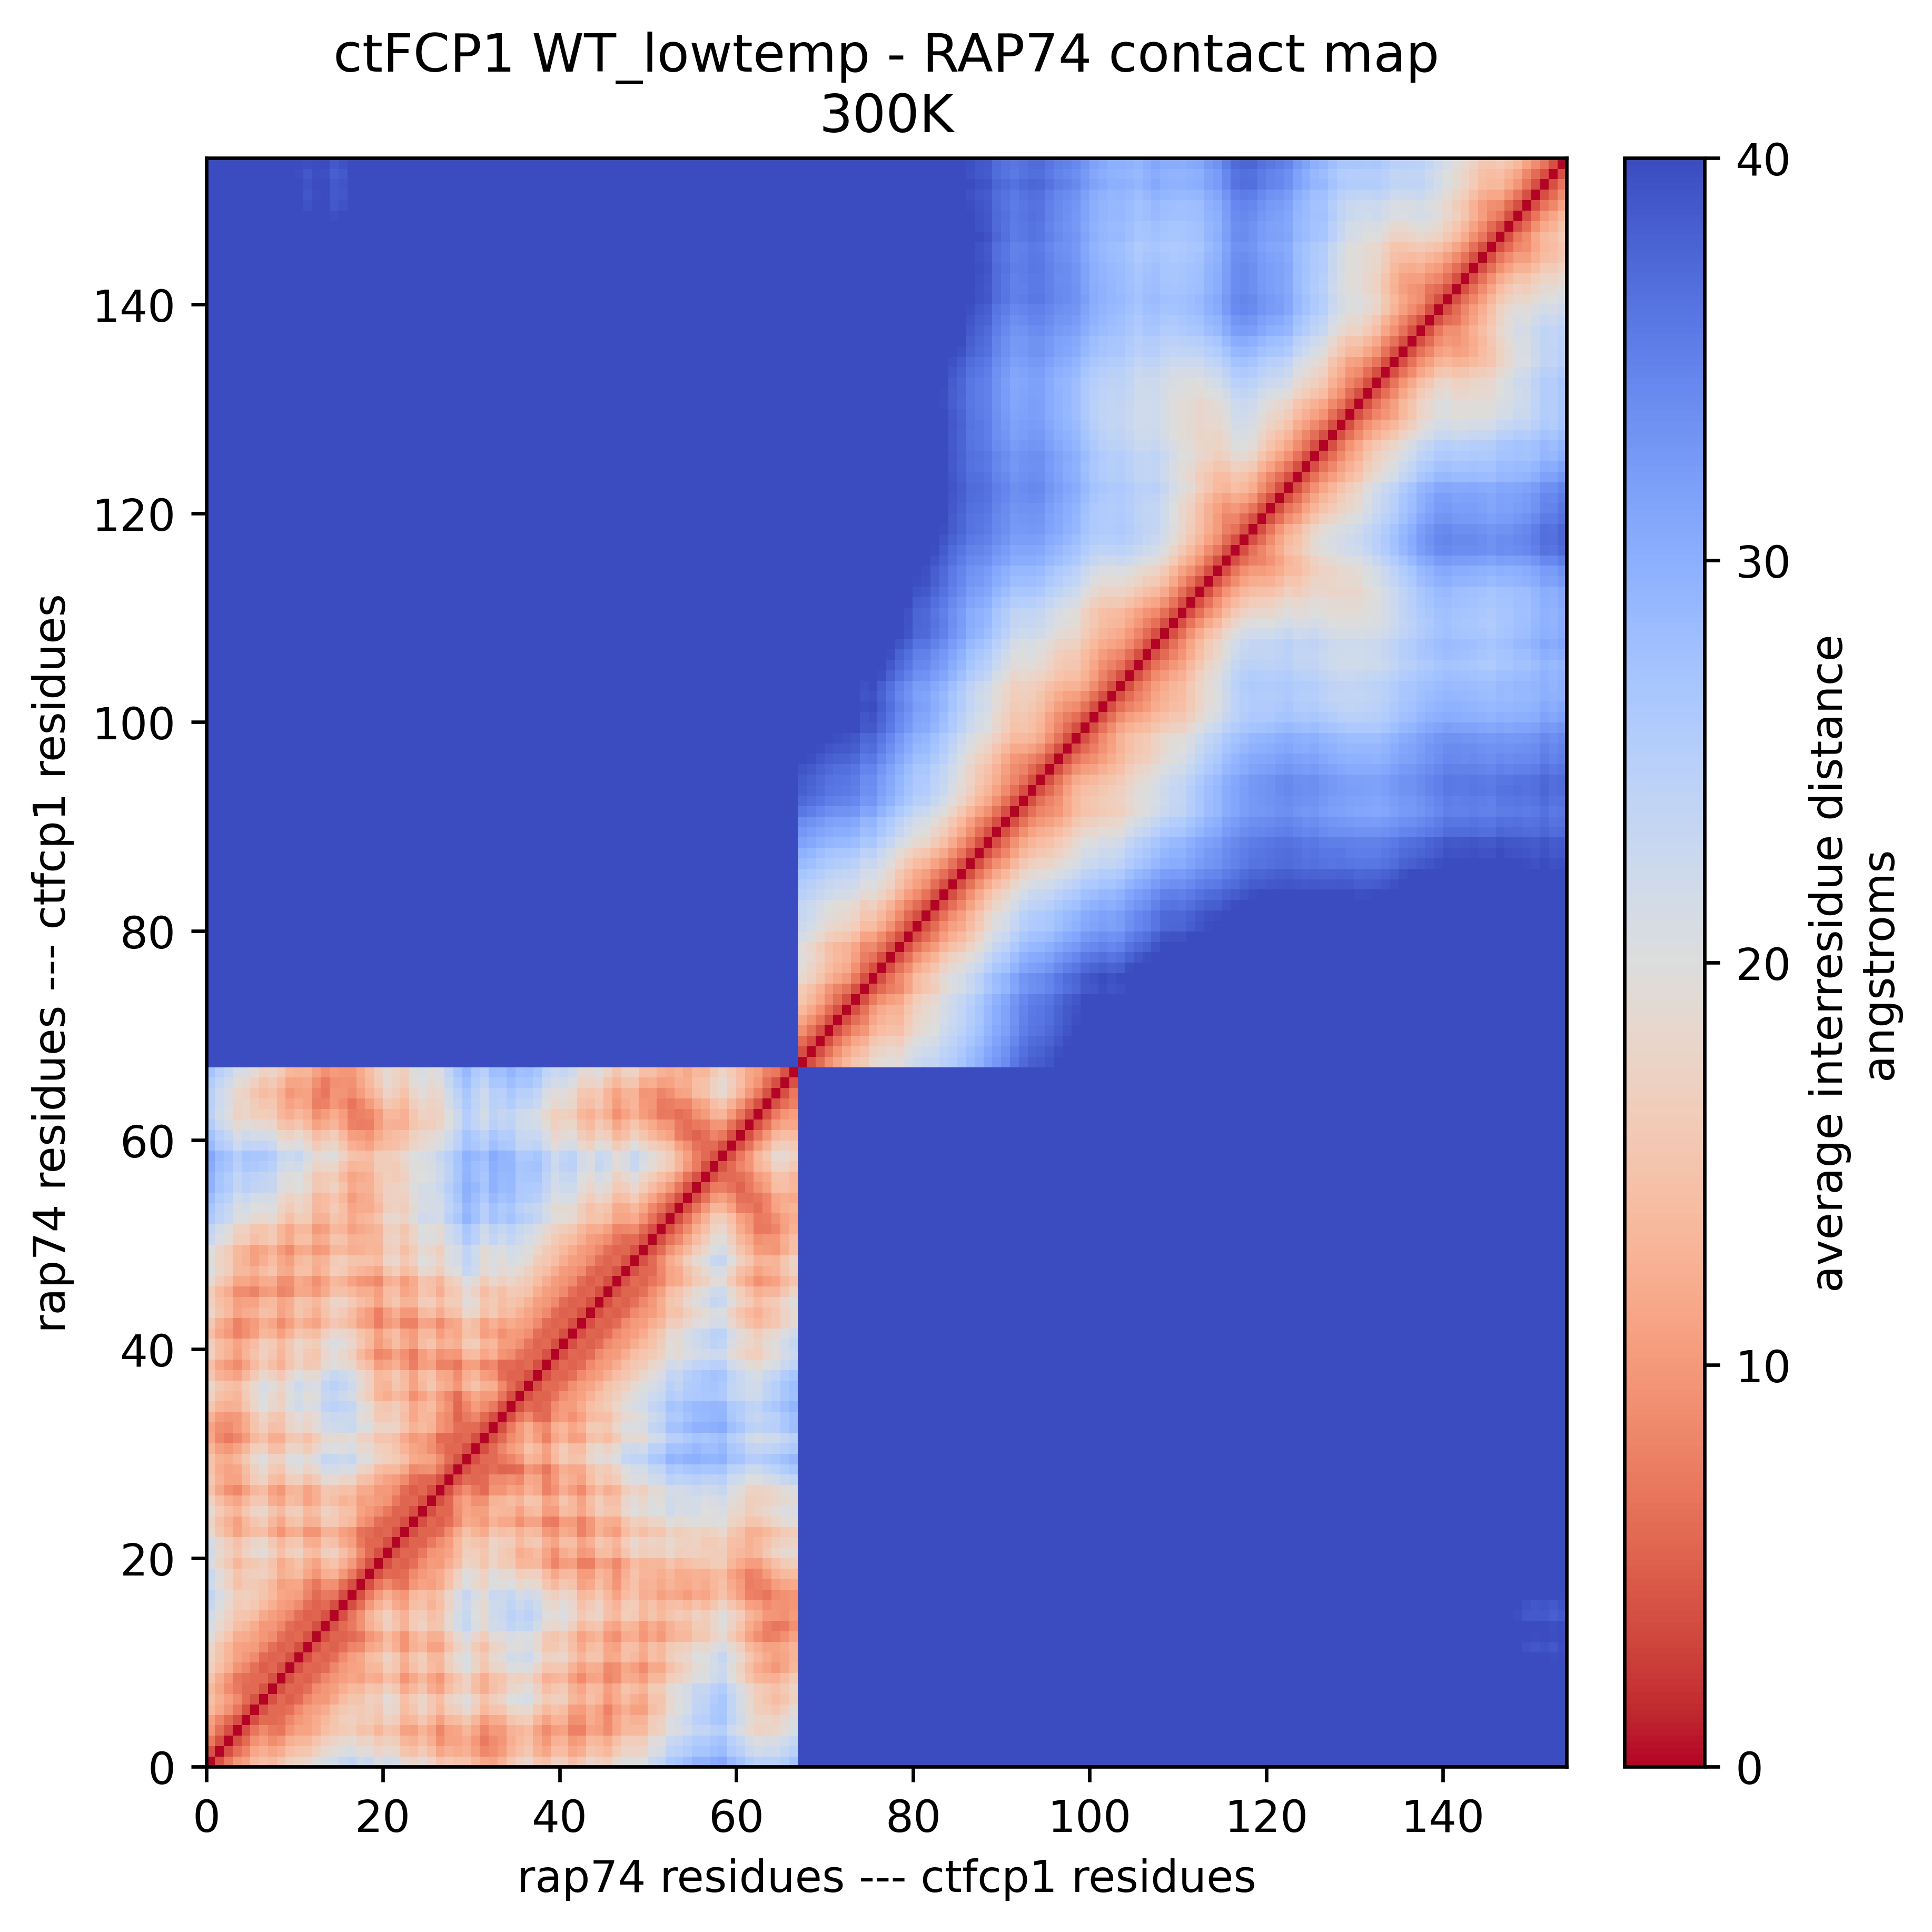 ctFCP1 WT_lowtemp - RAP74 contact map
300K
rap74 residues --- ctfcp1 residues
140
120
100
80
60
40
20
0
0 20 40 60 80 100 120 140
rap74 residues --- ctfcp1 residues
40
30
20
10
0
average interresidue distance
angstroms